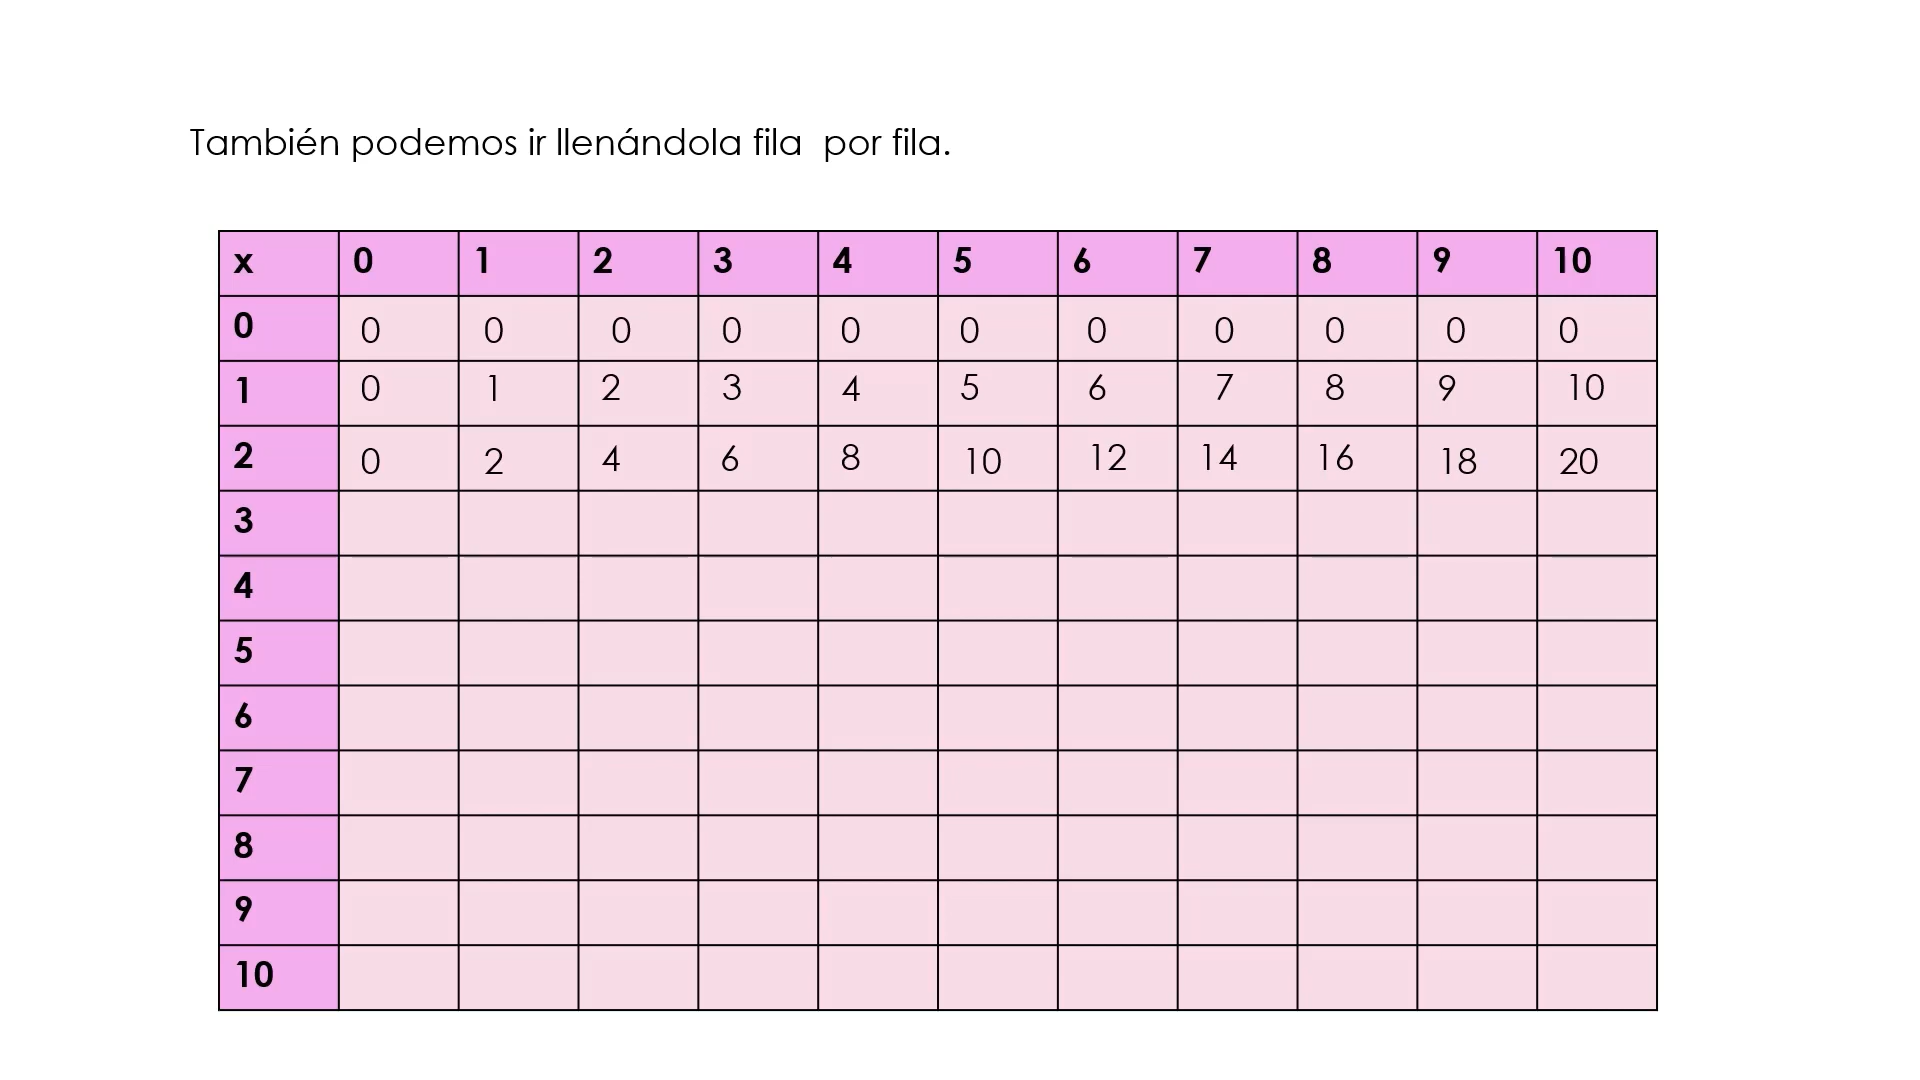 También podemos ir llenándola fila por fila.
x 0 1 2 3 4 5 6 7 8 9 10
0 0 0 0 0 0 0 0 0 0 0 0
1 0 1 2 3 4 5 6 7 8 9 10
2 0 2 4 6 8 10 12 14 16 18 20
3
4
5
6
7
8
9
10